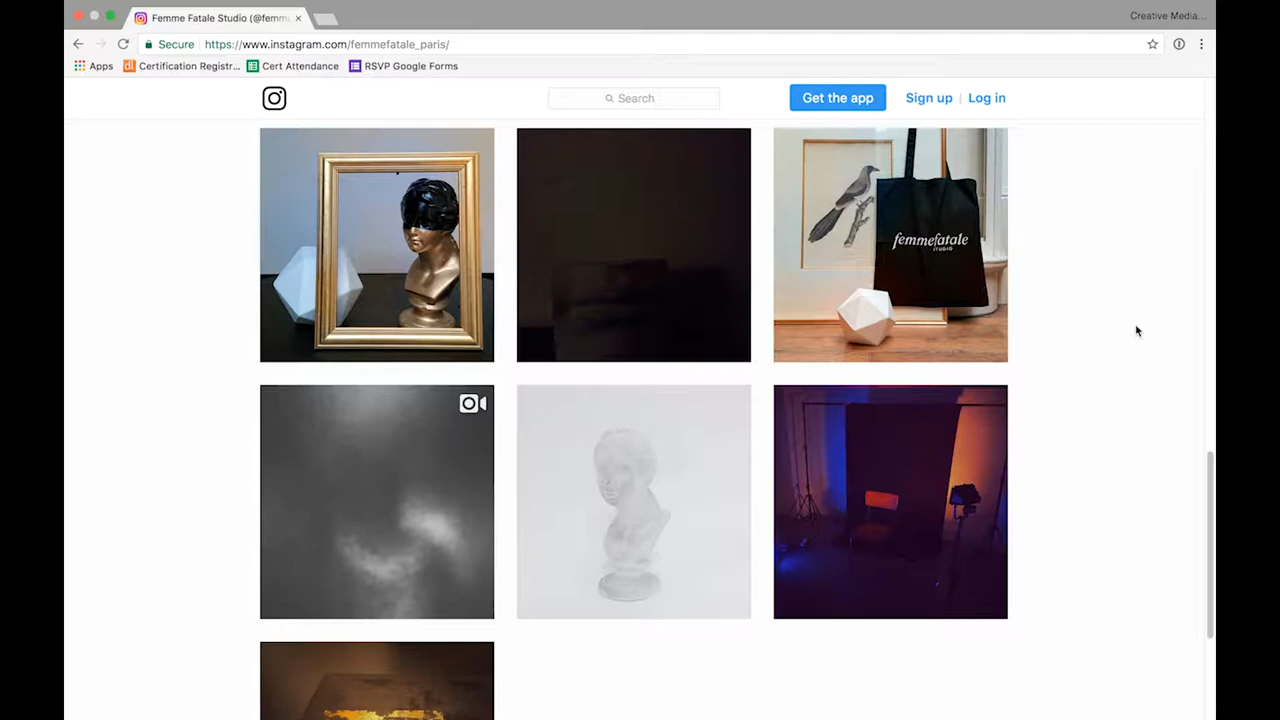 Femme Fatale Studio (@femm
Creative Media...
Secure https://www.instagram.com/femmefatale_paris/
Apps Certification Registr... Cert Attendance RSVP Google Forms
Search Get the app Sign up | Log in
femmefatale
STUDIO